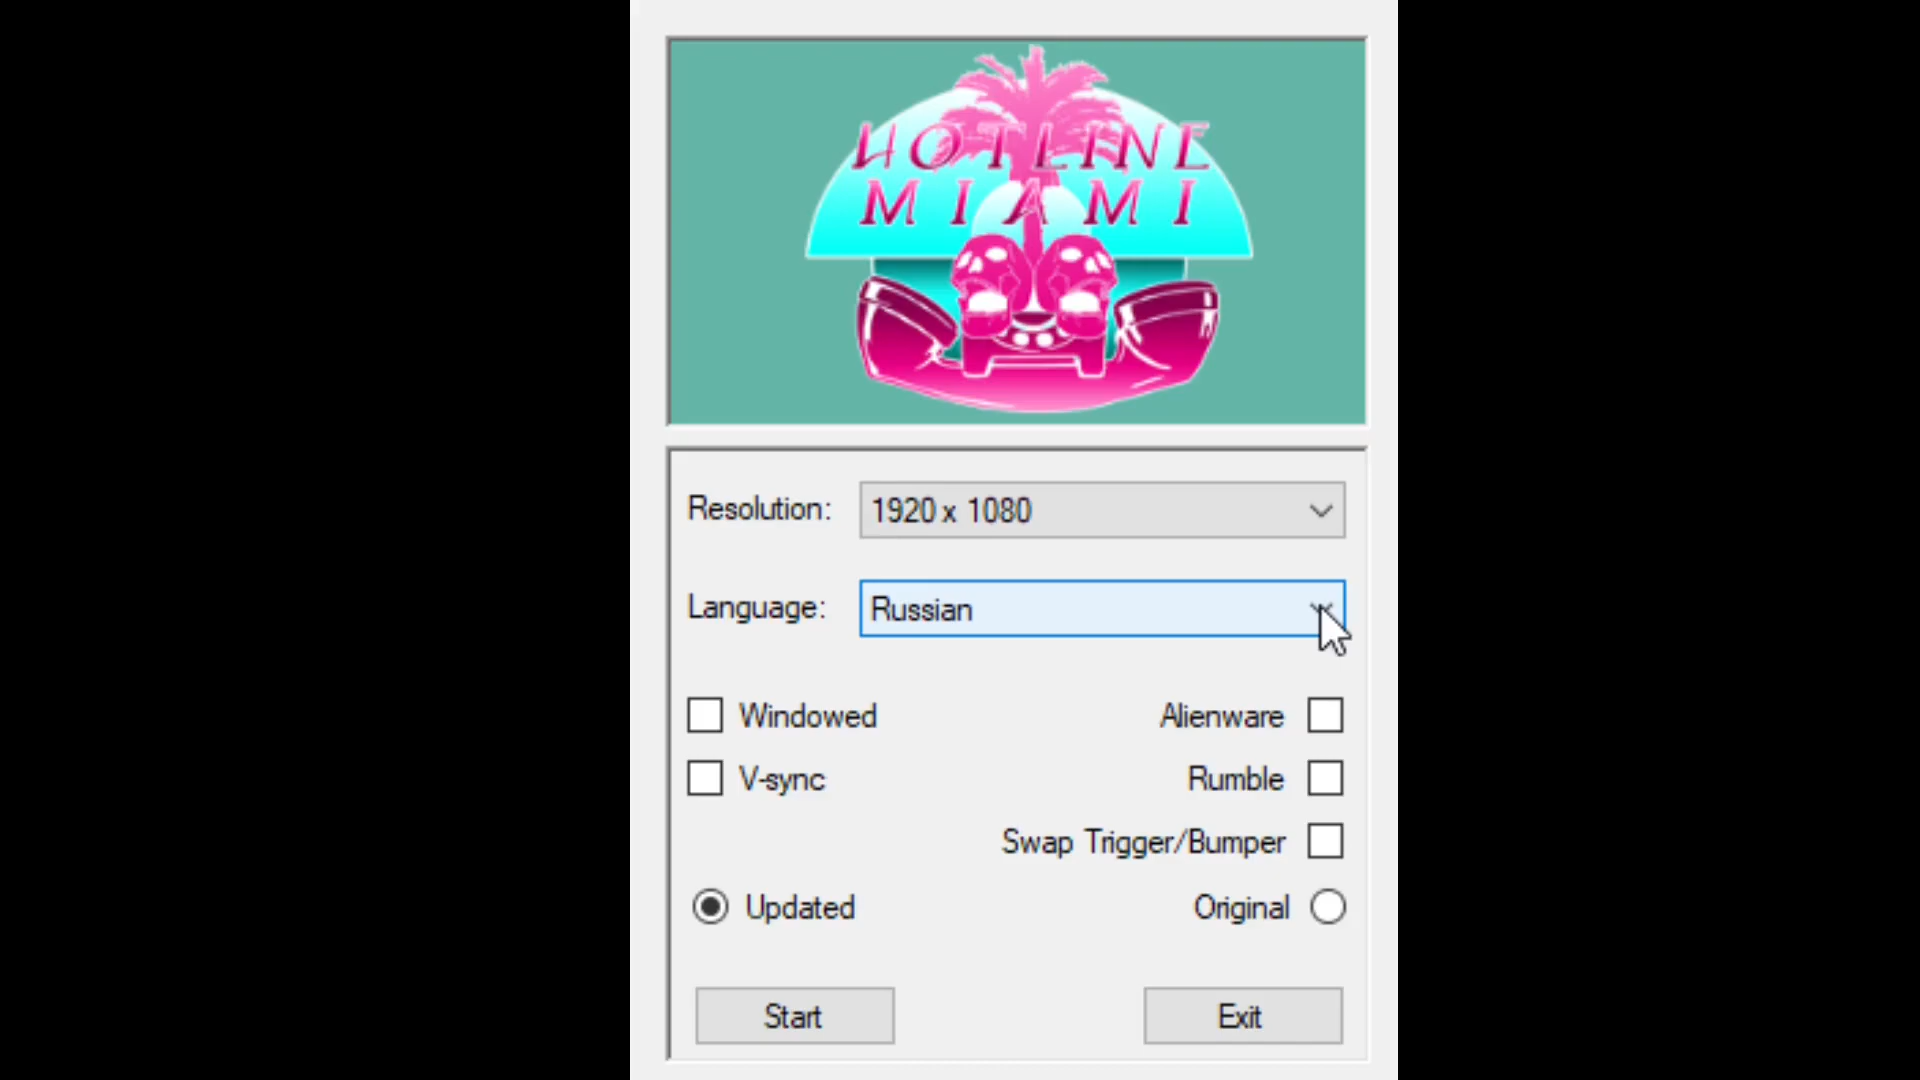 HOTLINE
MIAMI
Resolution: 1920 x 1080
Language: Russian
Windowed Alienware
V-sync Rumble
Swap Trigger/Bumper
Updated Original
Start Exit